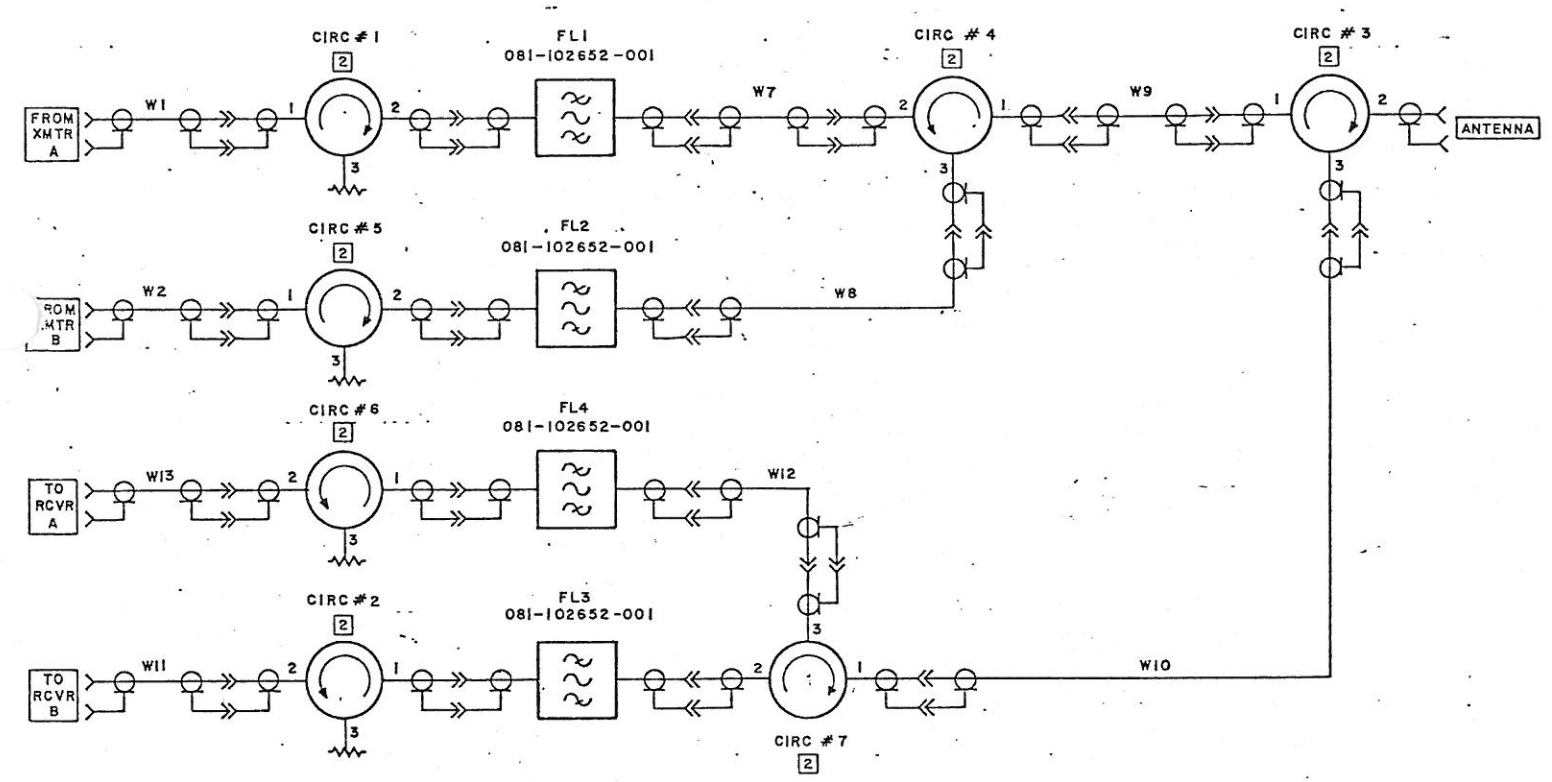 CIRC #1
2
FL1
081-102652-001
CIRC #4
2
CIRC #3
2
FROM
XMTR
A
W1
1
2
3
W7
2
1
3
W9
1
2
3
ANTENNA
CIRC #5
2
FL2
081-102652-001
ROM
MTR
B
W2
1
2
3
W8
CIRC #6
2
FL4
081-102652-001
TO
RCVR
A
W13
2
1
3
W12
CIRC #2
2
FL3
081-102652-001
TO
RCVR
B
W11
2
1
3
2
3
1
W10
CIRC #7
2